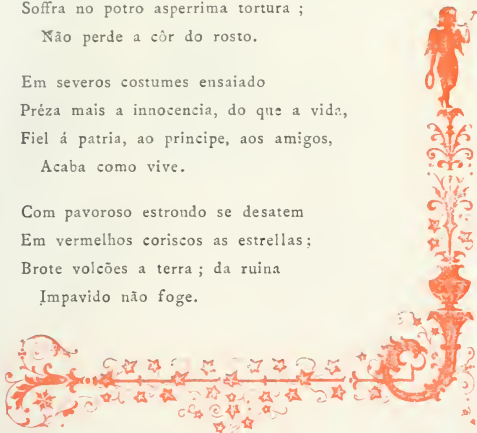 Soffra no potro asperrima tortura ;
Não perde a côr do rosto.
Em severos costumes ensaiado
Préza mais a innocencia, do que a vida,
Fiel á patria, ao principe, aos amigos,
Acaba como vive.
Com pavoroso estrondo se desatem
Em vermelhos coriscos as estrellas ;
Brote volcões a terra ; da ruina
Impavido não foge.